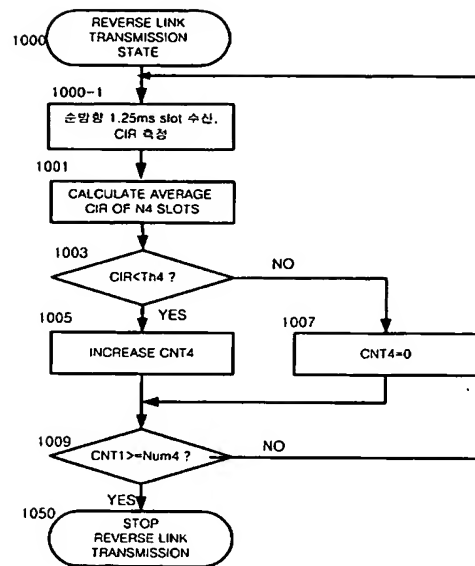 1000
REVERSE LINK
TRANSMISSION
STATE
1000-1
순방향 1.25ms slot 수신,
CIR 측정
1001
CALCULATE AVERAGE
CIR OF N4 SLOTS
1003
CIR<Th4 ?
NO
YES
1005
INCREASE CNT4
1007
CNT4=0
1009
CNT1>=Num4 ?
NO
YES
1050
STOP
REVERSE LINK
TRANSMISSION